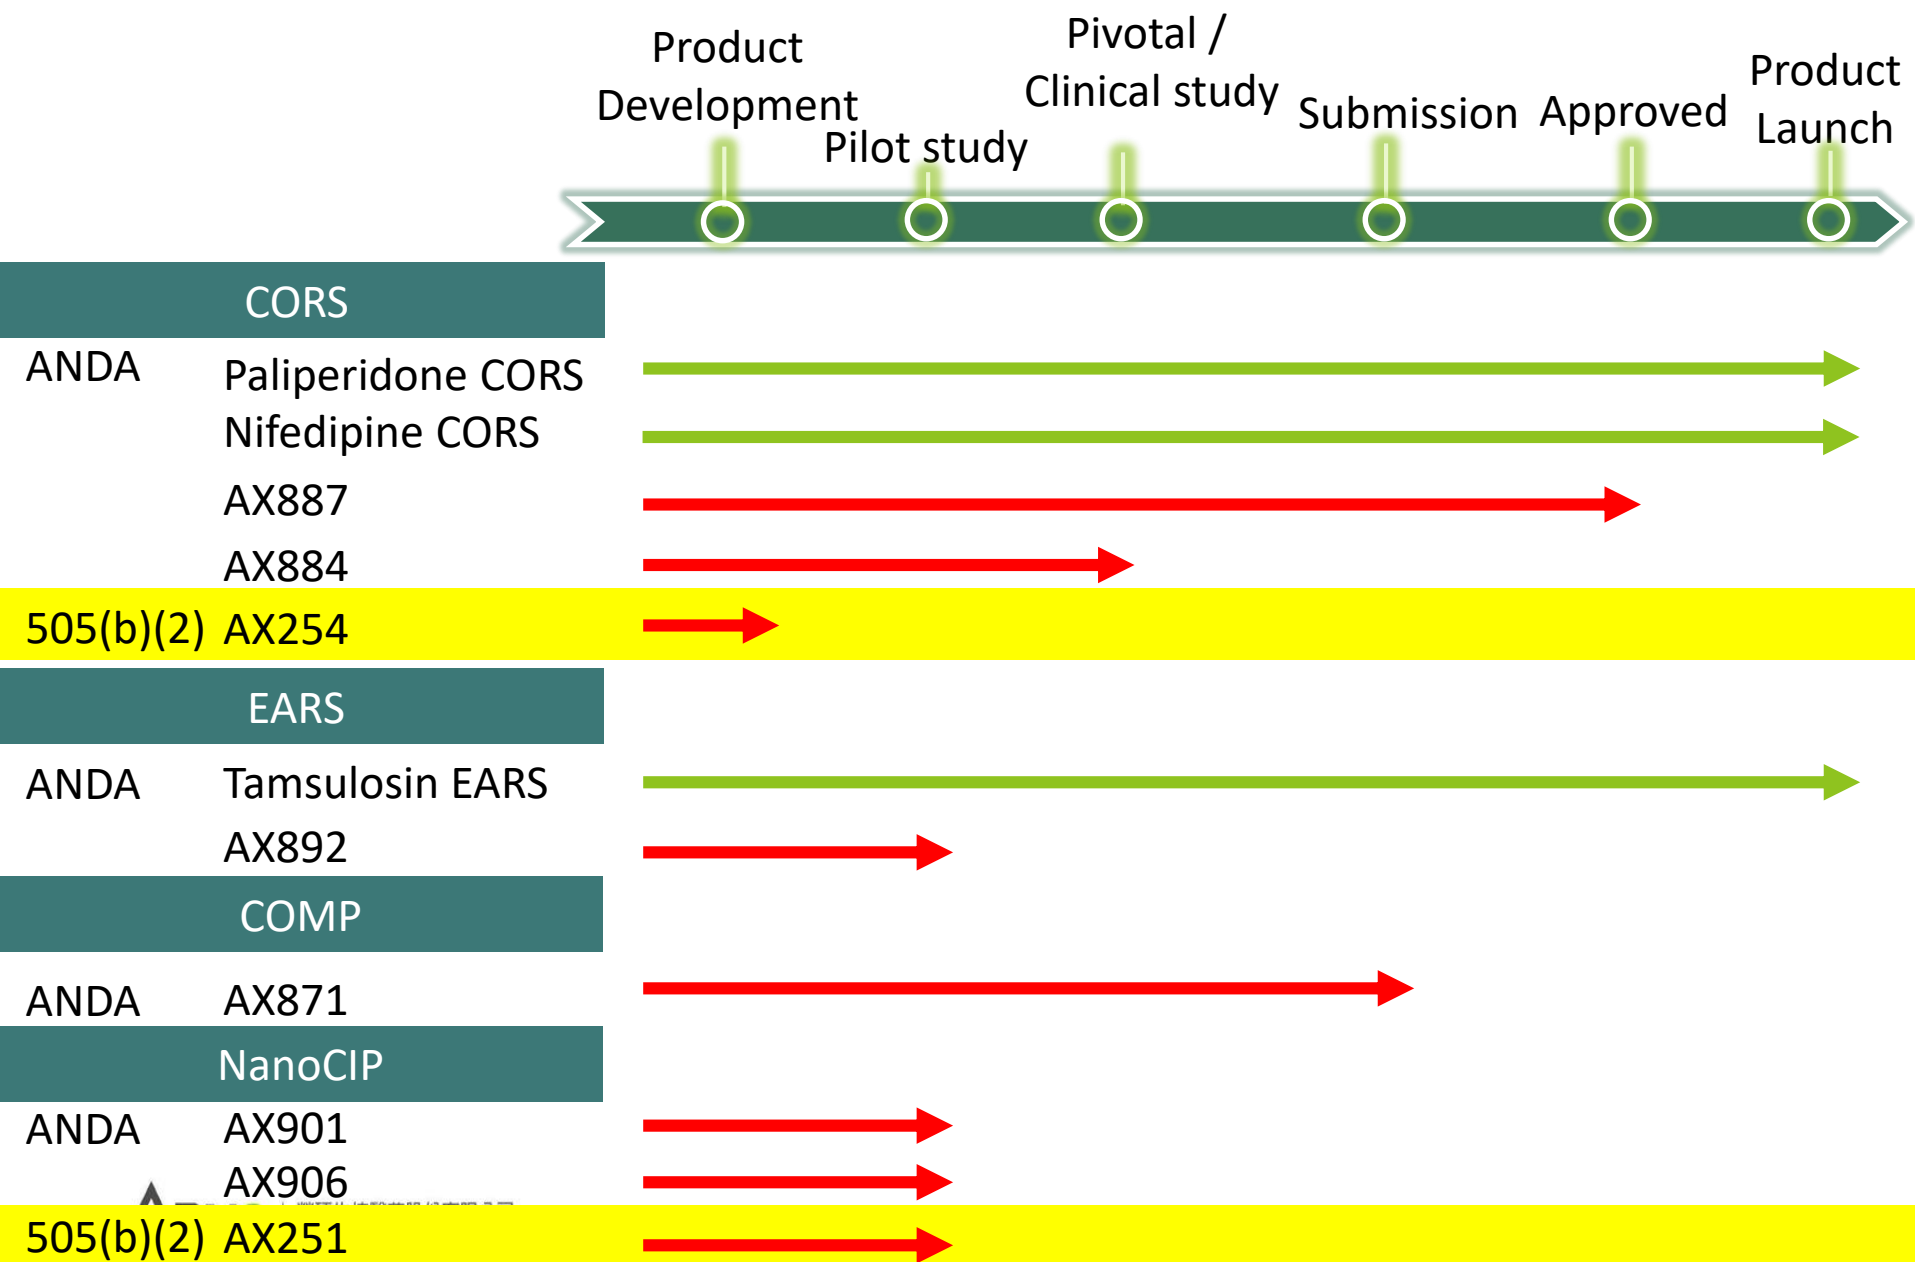 Product
Development
Pilot study
Pivotal /
Clinical study
Submission
Approved
Product
Launch
CORS
ANDA Paliperidone CORS
Nifedipine CORS
AX887
AX884
505(b)(2) AX254
EARS
ANDA Tamsulosin EARS
AX892
COMP
ANDA AX871
NanoCIP
ANDA AX901
AX906
505(b)(2) AX251